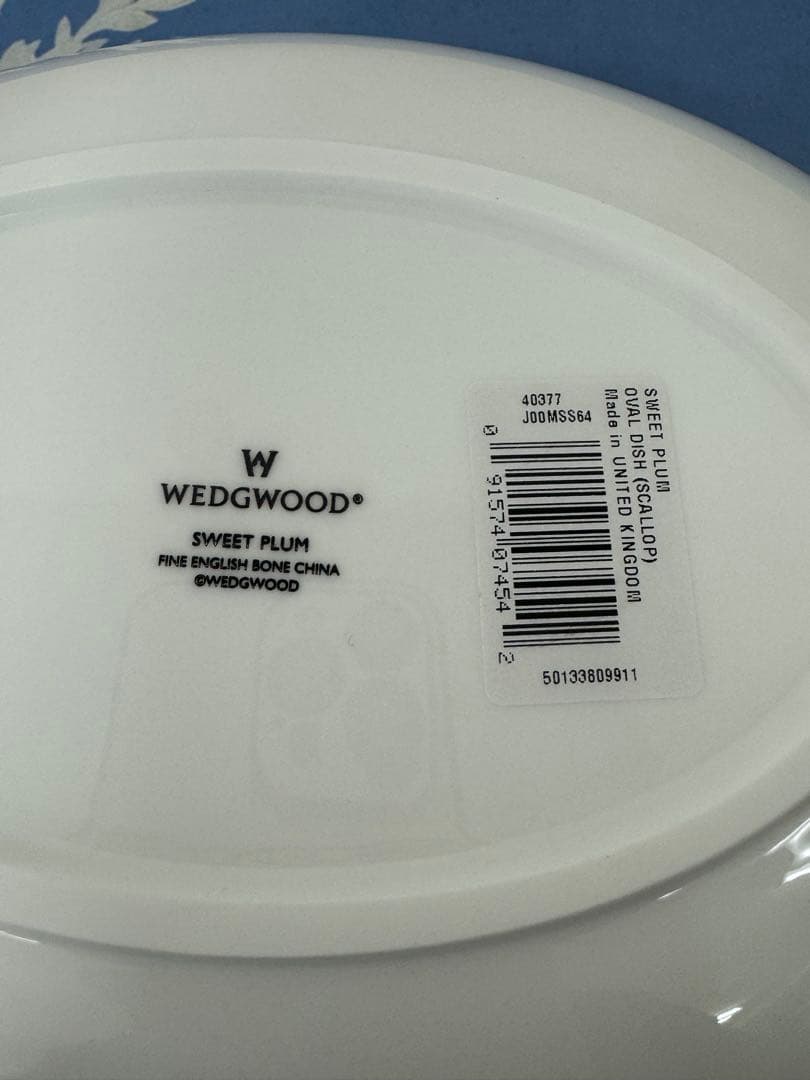 W
WEDGWOOD®
SWEET PLUM
FINE ENGLISH BONE CHINA
©WEDGWOOD
40377
J00MSS64
SWEET PLUM
OVAL DISH (SCALLOP)
Made in UNITED KINGDOM
0 91574 07454 2
50133809911